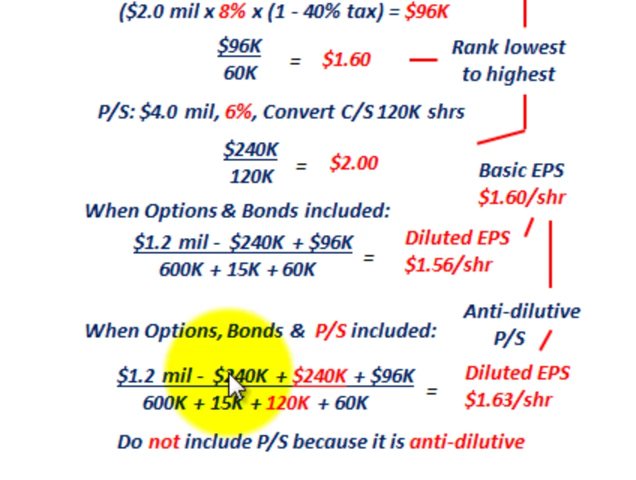 ($2.0 mil x 8% x (1 - 40% tax) = $96K
$96K
60K
= $1.60
Rank lowest
to highest
P/S: $4.0 mil, 6%, Convert C/S 120K shrs
$240K
120K
= $2.00
Basic EPS
$1.60/shr
When Options & Bonds included:
$1.2 mil - $240K + $96K
600K + 15K + 60K
=
Diluted EPS
$1.56/shr
Anti-dilutive
P/S
When Options, Bonds & P/S included:
$1.2 mil - $240K + $240K + $96K
600K + 15K + 120K + 60K
=
Diluted EPS
$1.63/shr
Do not include P/S because it is anti-dilutive